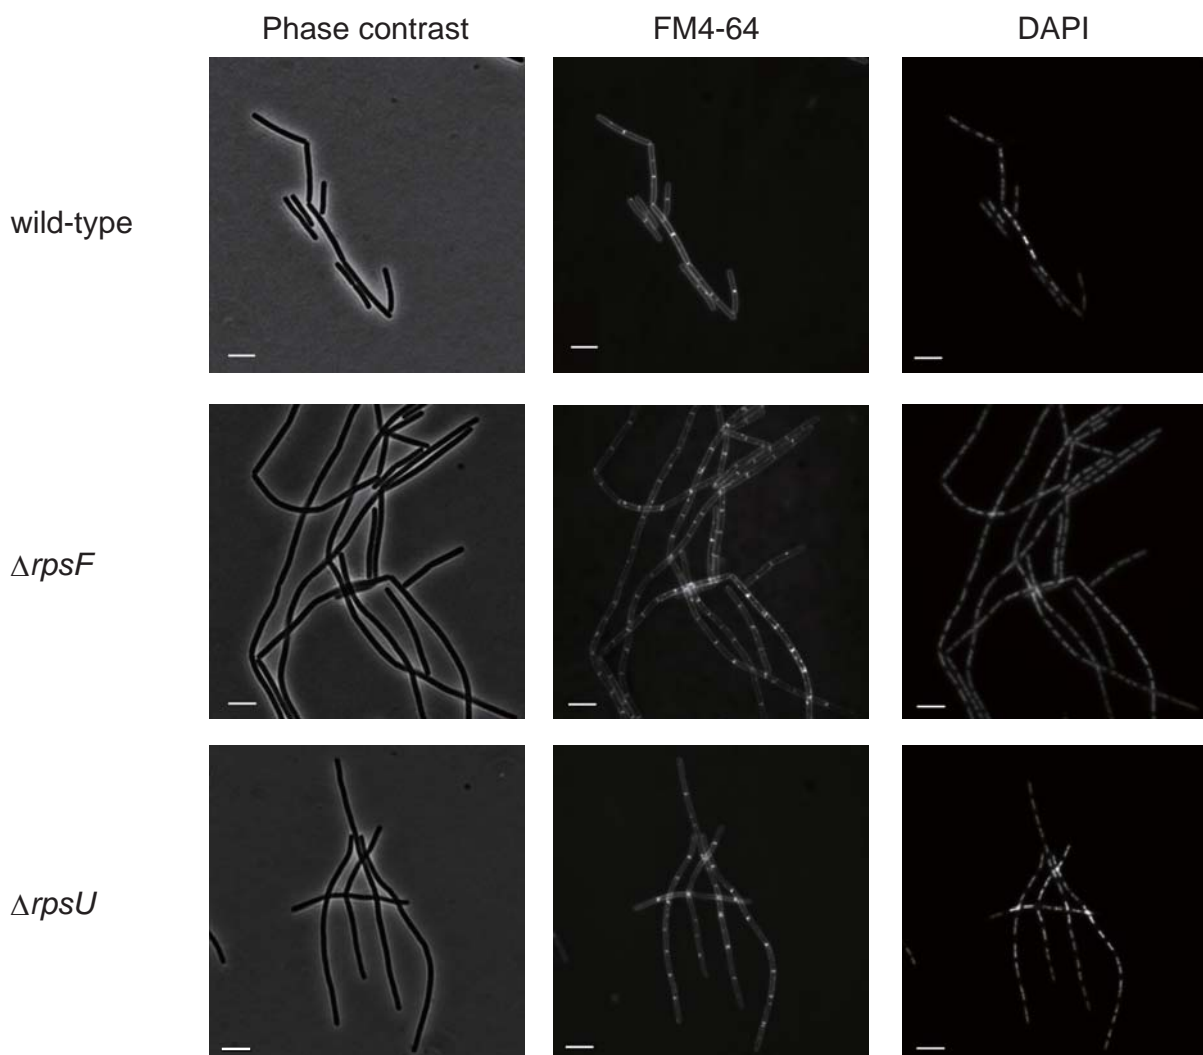 Phase contrast FM4-64 DAPI
wild-type
ΔrpsF
ΔrpsU